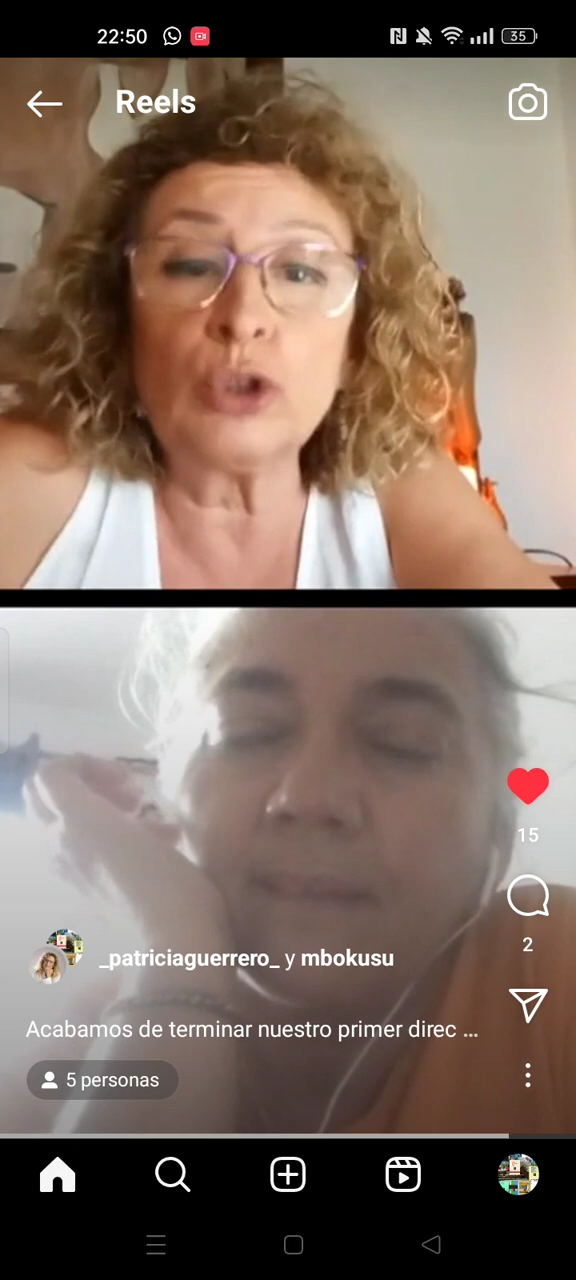 22:50
35
Reels
15
2
_patriciaguerrero_ y mbokusu
Acabamos de terminar nuestro primer direc ...
5 personas